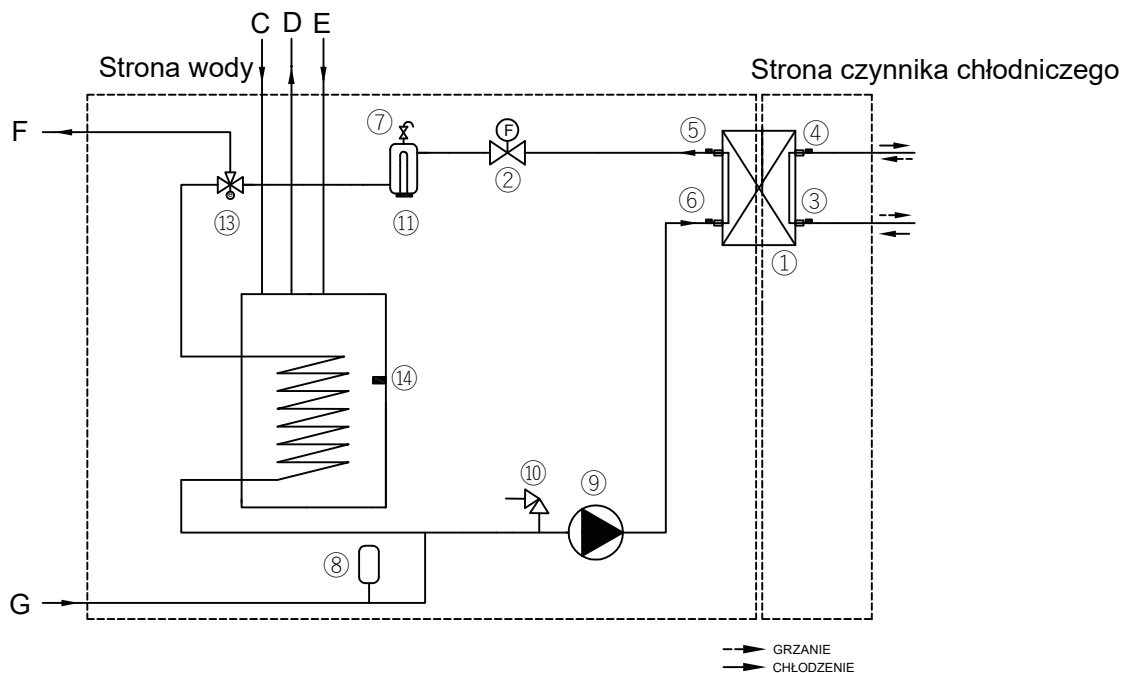 C D E
Strona wody
Strona czynnika chłodniczego
F
⑦
F
②
⑤
④
⑥
③
⑬
⑪
①
⑭
⑩
⑨
⑧
G
GRZANIE
CHŁODZENIE